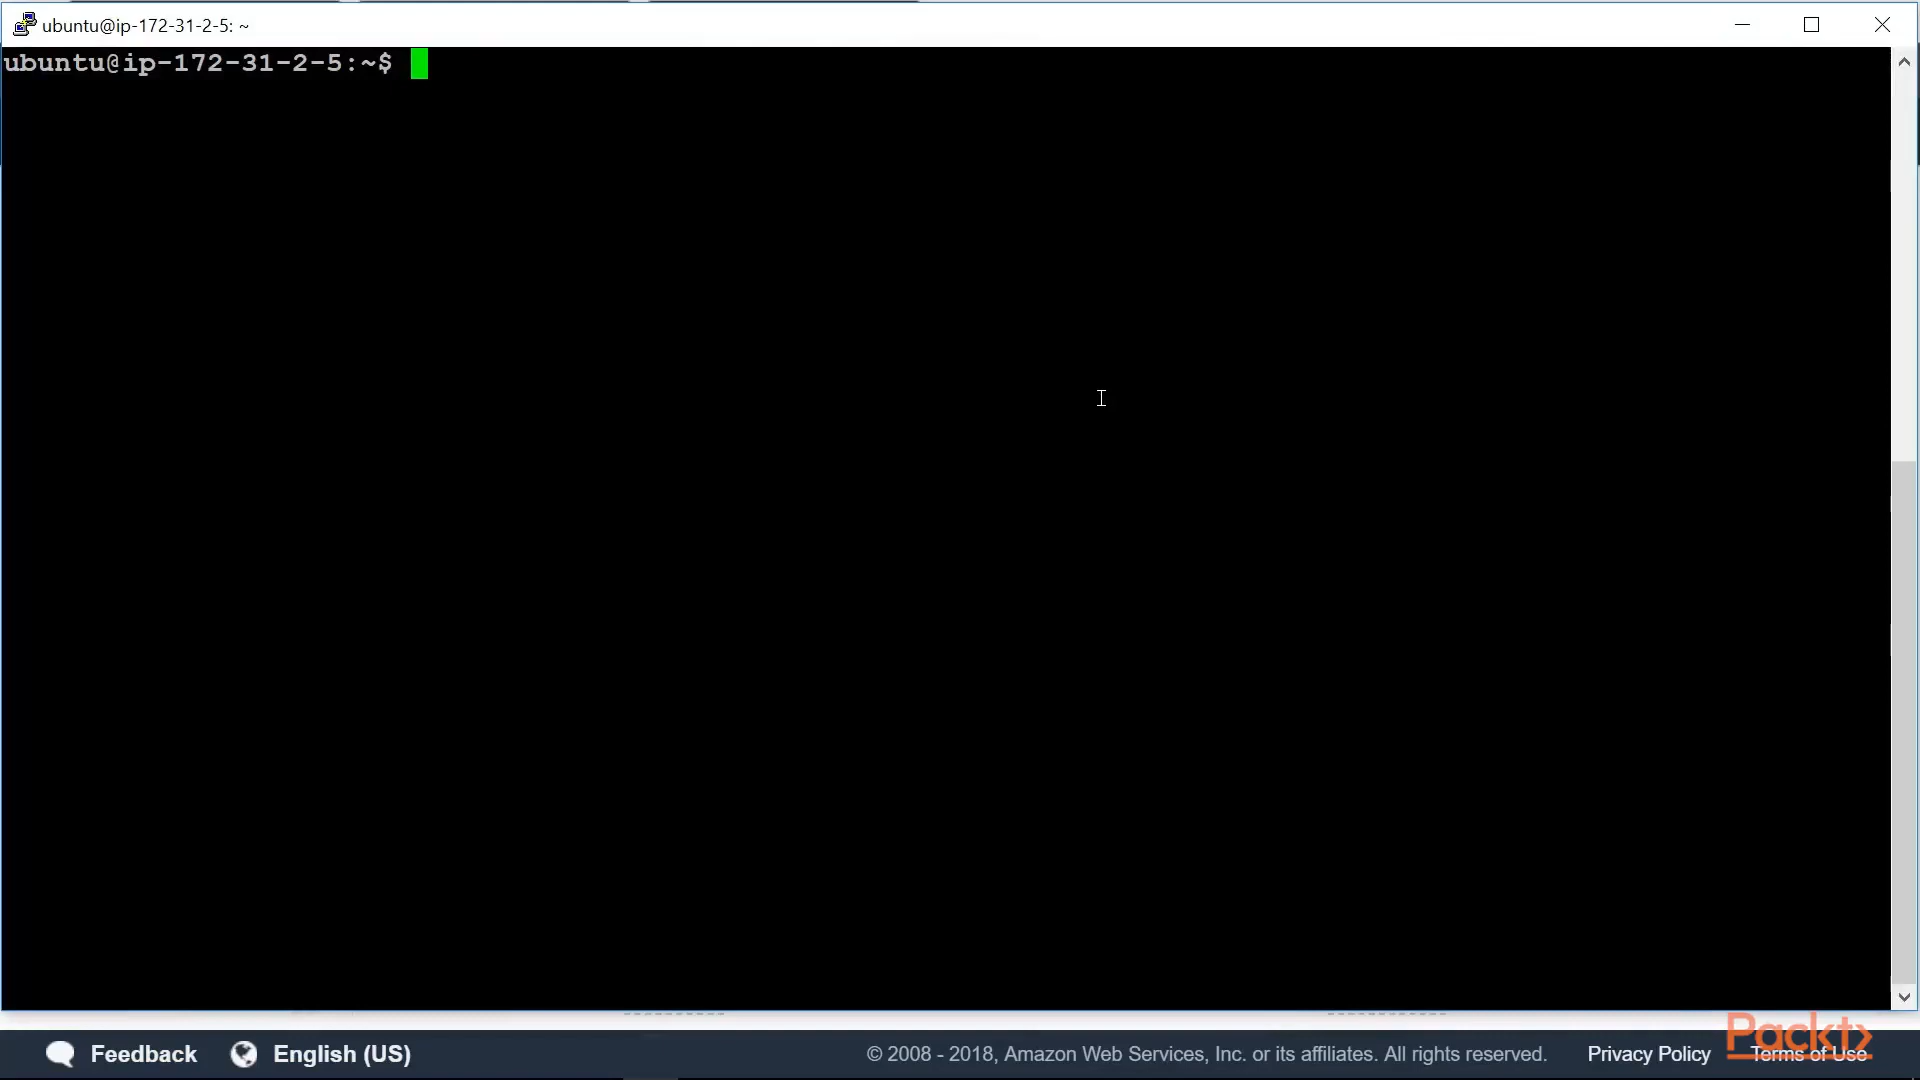 ubuntu@ip-172-31-2-5: ~
ubuntu@ip-172-31-2-5:~$
Feedback English (US) © 2008 - 2018, Amazon Web Services, Inc. or its affiliates. All rights reserved. Privacy Policy Terms of Use
Packt